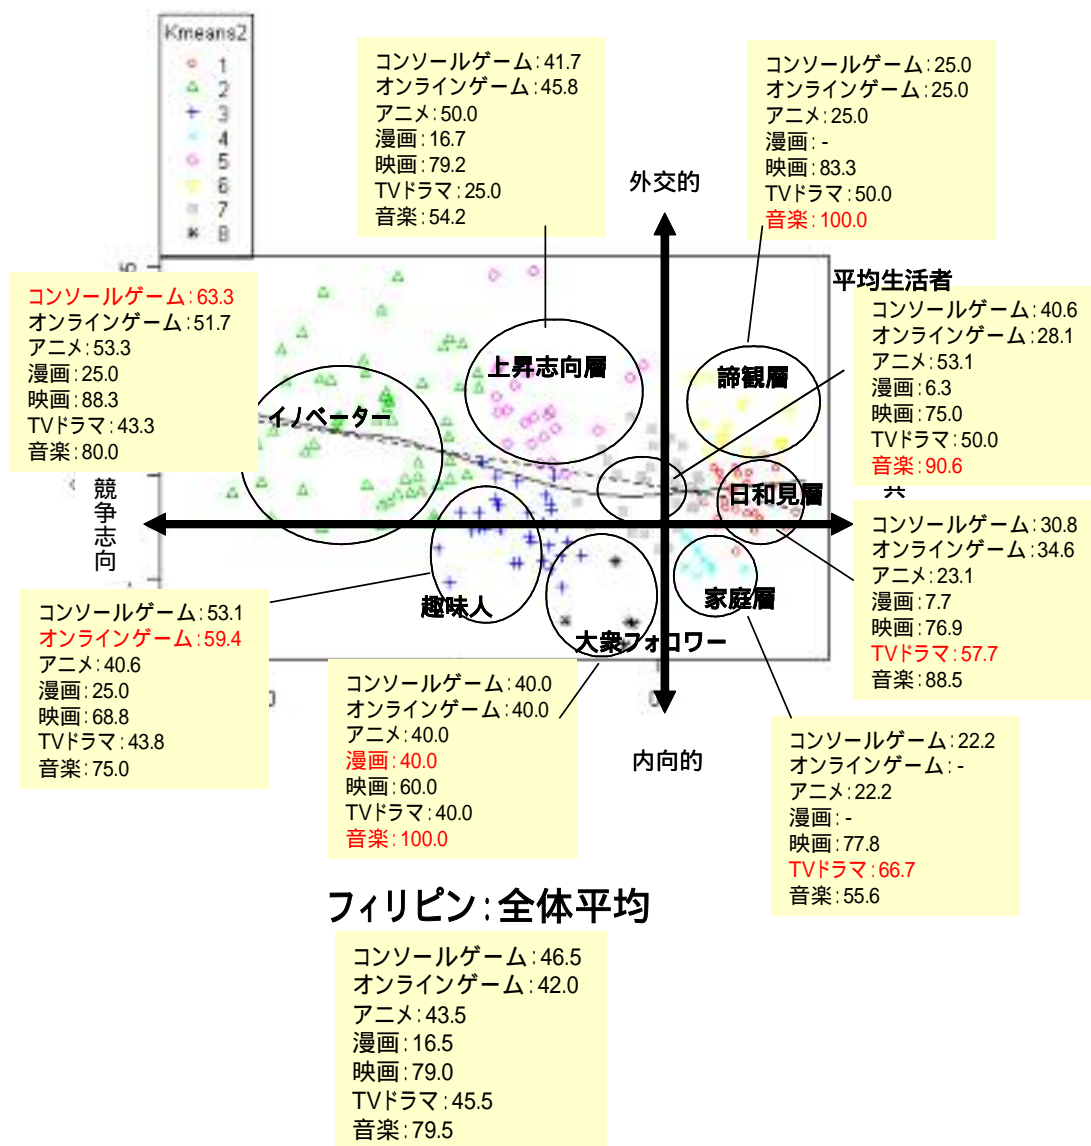 Kmeans2
1
2
3
4
5
6
7
8
コンソールゲーム:41.7
オンラインゲーム:45.8
アニメ:50.0
漫画:16.7
映画:79.2
TVドラマ:25.0
音楽:54.2
コンソールゲーム:25.0
オンラインゲーム:25.0
アニメ:25.0
漫画:-
映画:83.3
TVドラマ:50.0
音楽:100.0
外交的
コンソールゲーム:63.3
オンラインゲーム:51.7
アニメ:53.3
漫画:25.0
映画:88.3
TVドラマ:43.3
音楽:80.0
平均生活者
コンソールゲーム:40.6
オンラインゲーム:28.1
アニメ:53.1
漫画:6.3
映画:75.0
TVドラマ:50.0
音楽:90.6
上昇志向層
諦観層
イノベーター
日和見層
競争志向
共
趣味人
大衆フォロワー
家庭層
コンソールゲーム:30.8
オンラインゲーム:34.6
アニメ:23.1
漫画:7.7
映画:76.9
TVドラマ:57.7
音楽:88.5
コンソールゲーム:53.1
オンラインゲーム:59.4
アニメ:40.6
漫画:25.0
映画:68.8
TVドラマ:43.8
音楽:75.0
コンソールゲーム:40.0
オンラインゲーム:40.0
アニメ:40.0
漫画:40.0
映画:60.0
TVドラマ:40.0
音楽:100.0
内向的
コンソールゲーム:22.2
オンラインゲーム:-
アニメ:22.2
漫画:-
映画:77.8
TVドラマ:66.7
音楽:55.6
フィリピン:全体平均
コンソールゲーム:46.5
オンラインゲーム:42.0
アニメ:43.5
漫画:16.5
映画:79.0
TVドラマ:45.5
音楽:79.5